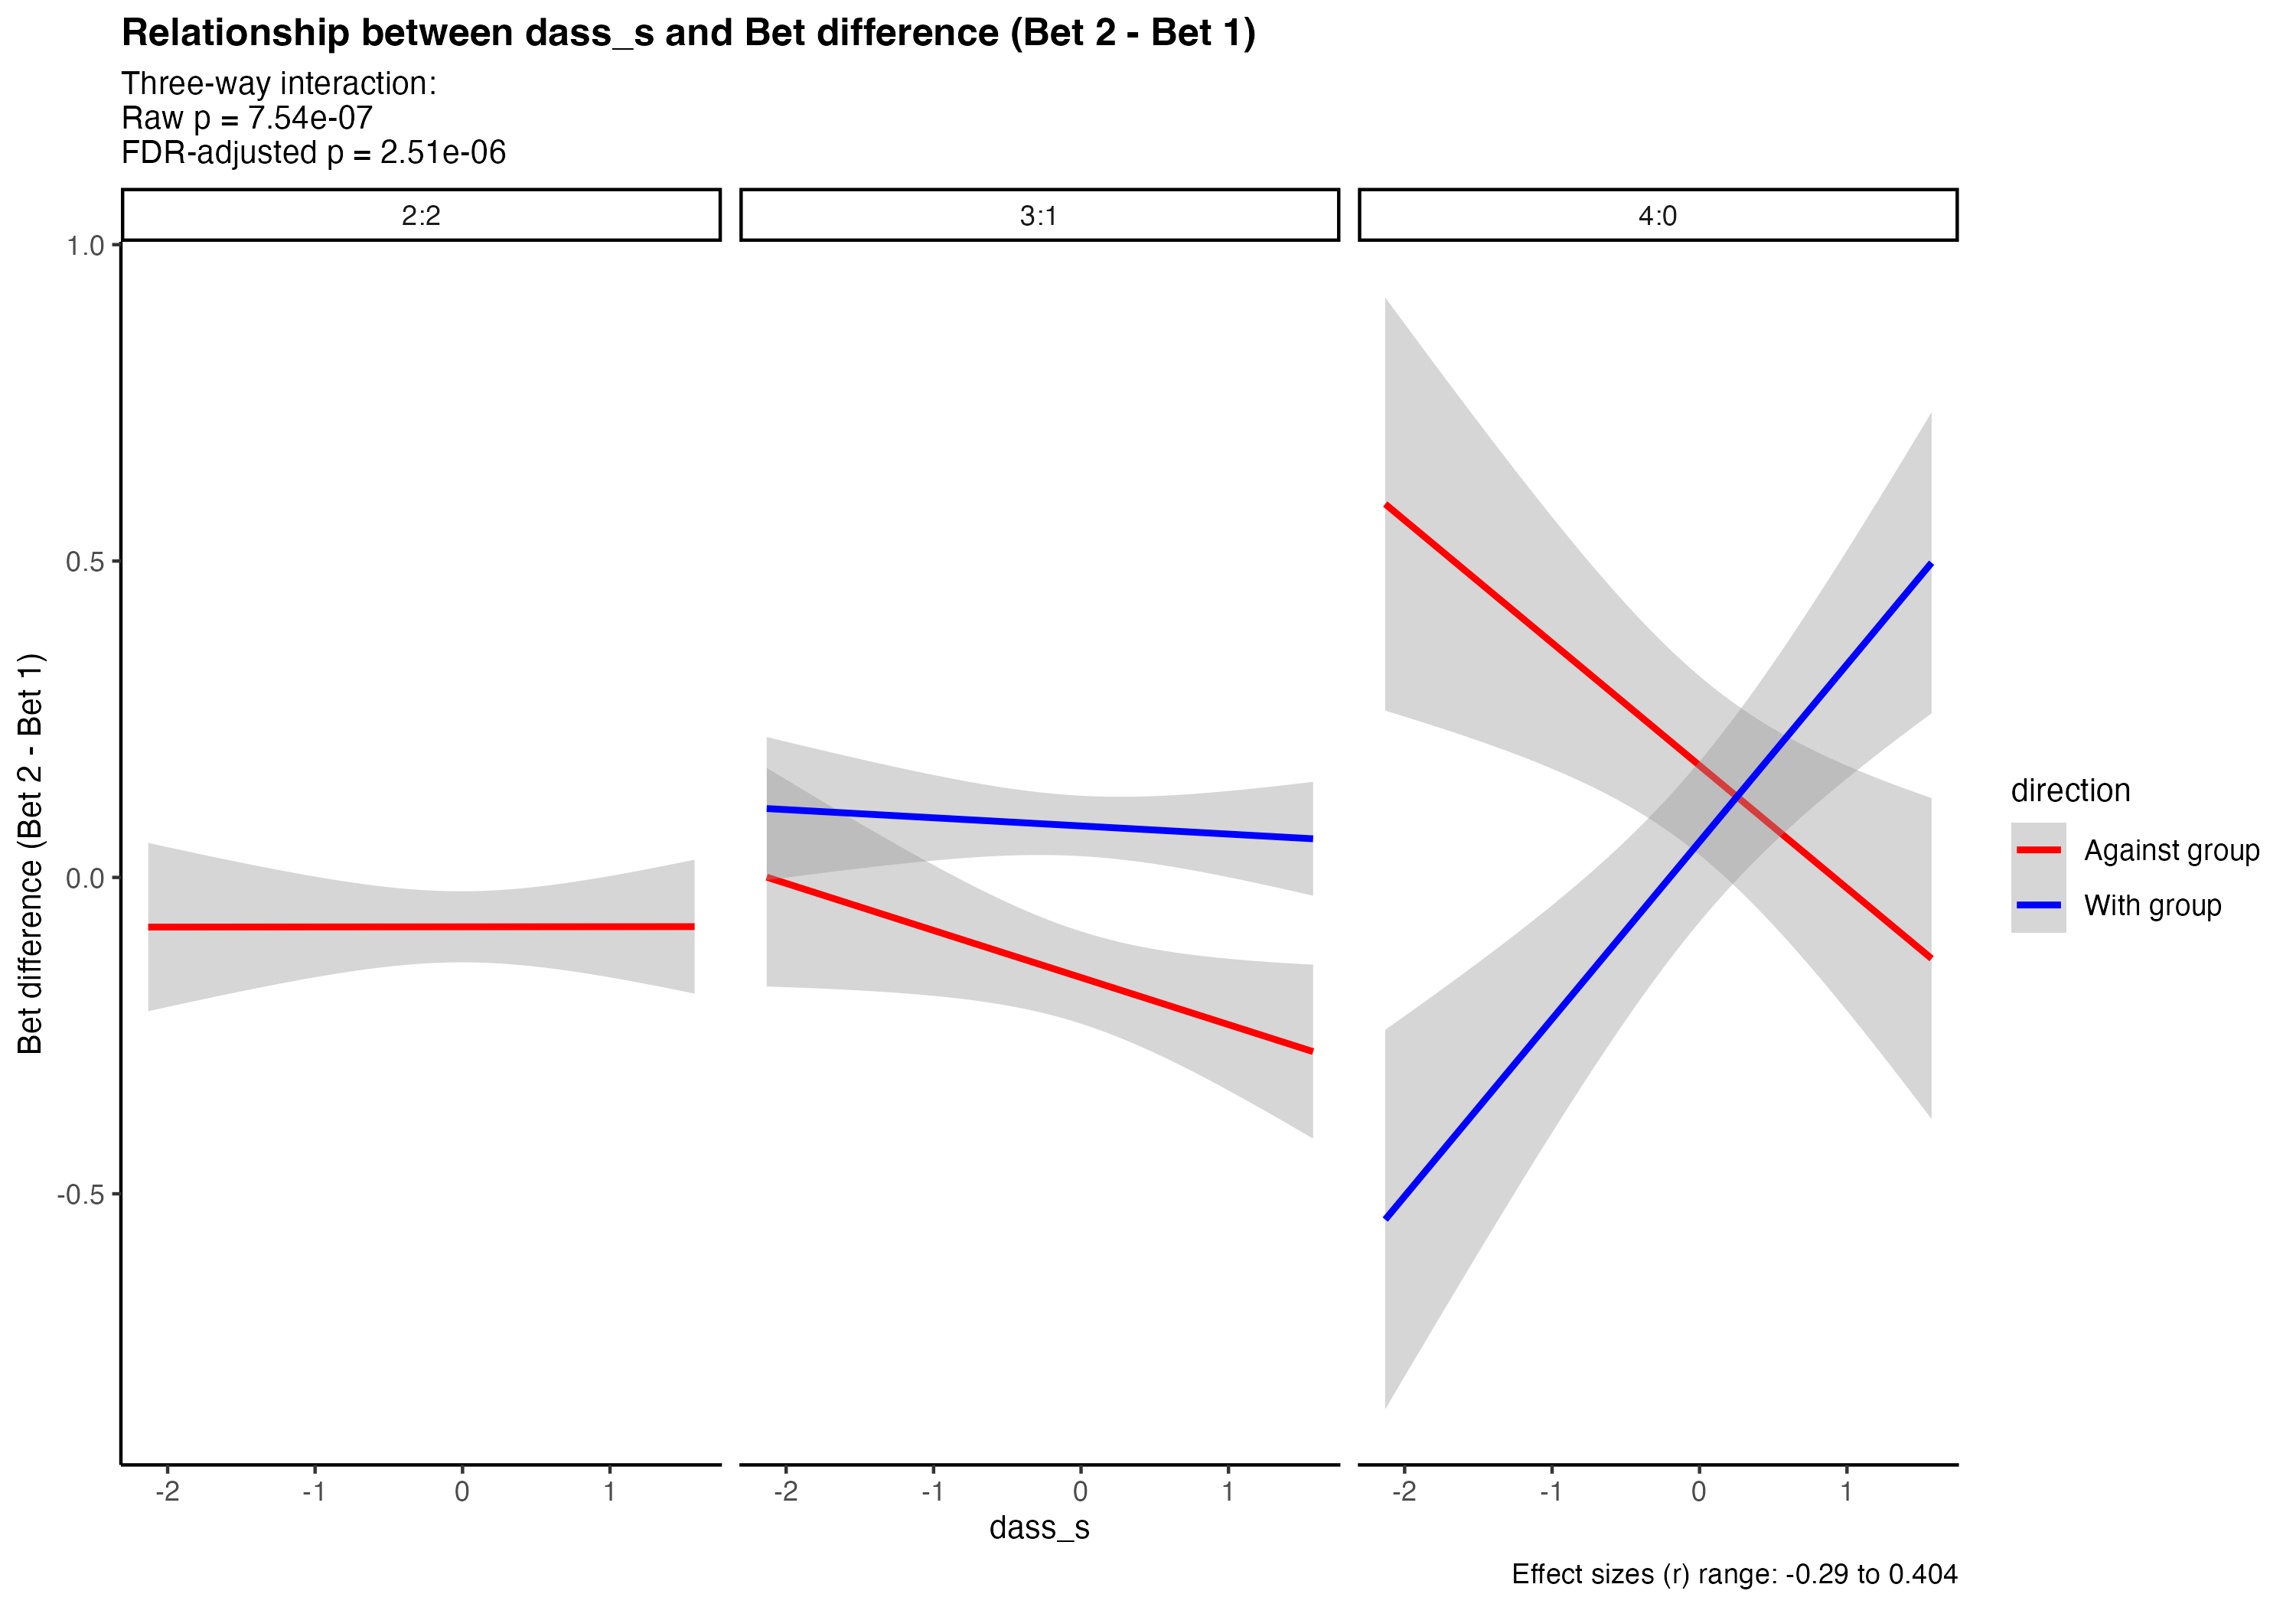 Relationship between dass_s and Bet difference (Bet 2 - Bet 1)
Three-way interaction:
Raw p = 7.54e-07
FDR-adjusted p = 2.51e-06
2:2
3:1
4:0
1.0
0.5
0.0
-0.5
Bet difference (Bet 2 - Bet 1)
-2
-1
0
1
-2
-1
0
1
-2
-1
0
1
dass_s
direction
Against group
With group
Effect sizes (r) range: -0.29 to 0.404